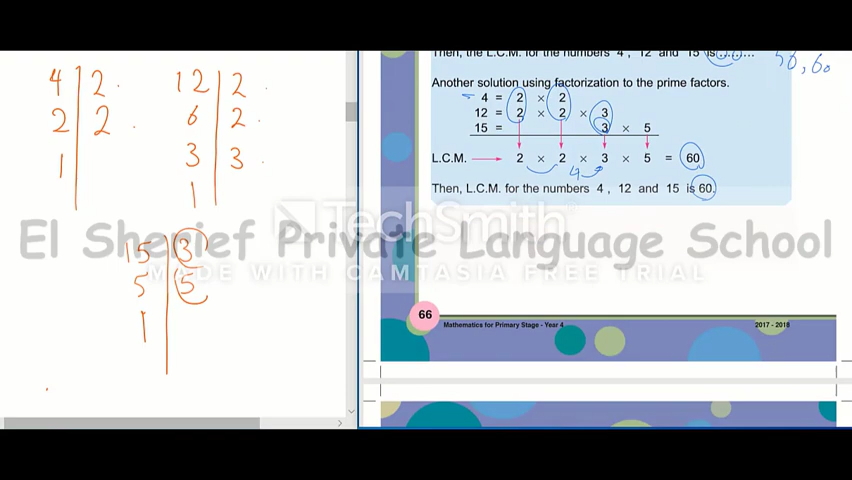 4 2
2 2
1
12 2
6 2
3 3
1
15 3
5 5
1
Then, the L.C.M. for the numbers 4 , 12 and 15 is
, 60
Another solution using factorization to the prime factors.
4 = 2 × 2
12 = 2 × 2 × 3
15 = 3 × 5
L.C.M. 2 × 2 × 3 × 5 = 60
4
Then, L.C.M. for the numbers 4 , 12 and 15 is 60.
TechSmith
El Sherief Private Language School
MADE WITH CAMTASIA FREE TRIAL
66
Mathematics for Primary Stage - Year 4
2017 - 2018